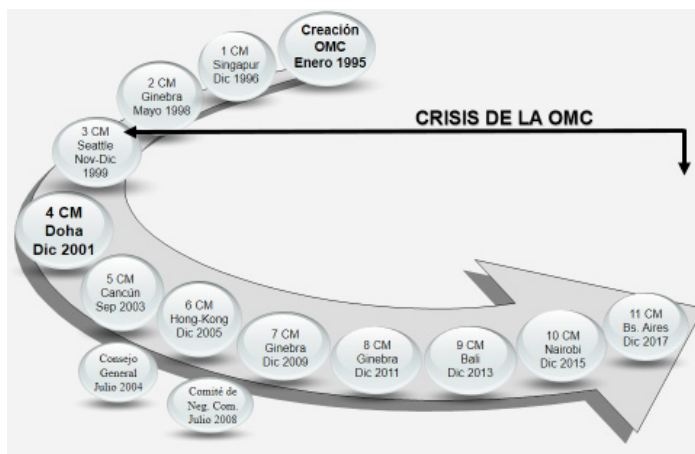 Creación
OMC
Enero 1995
1 CM
Singapur
Dic 1996
2 CM
Ginebra
Mayo 1998
CRISIS DE LA OMC
3 CM
Seattle
Nov-Dic
1999
4 CM
Doha
Dic 2001
5 CM
Cancún
Sep 2003
6 CM
Hong-Kong
Dic 2005
7 CM
Ginebra
Dic 2009
8 CM
Ginebra
Dic 2011
9 CM
Bali
Dic 2013
10 CM
Nairobi
Dic 2015
11 CM
Bs. Aires
Dic 2017
Consejo
General
Julio 2004
Comité de
Neg. Com.
Julio 2008